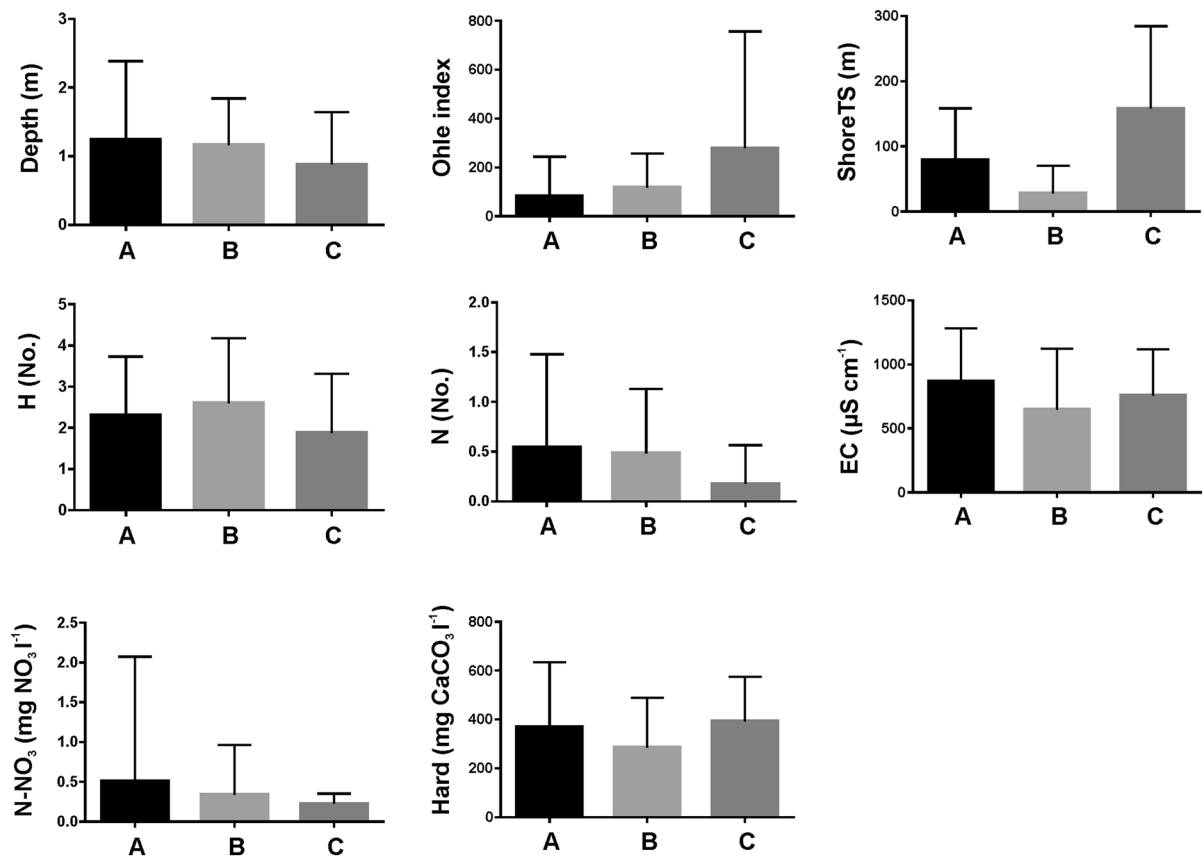 Depth (m)
3
2
1
0
A B C
Ohle index
800
600
400
200
0
A B C
ShoreTS (m)
300
200
100
0
A B C
H (No.)
5
4
3
2
1
0
A B C
N (No.)
2.0
1.5
1.0
0.5
0.0
A B C
EC (µS cm⁻¹)
1500
1000
500
0
A B C
N-NO₃ (mg NO₃ l⁻¹)
2.5
2.0
1.5
1.0
0.5
0.0
A B C
Hard (mg CaCO₃ l⁻¹)
800
600
400
200
0
A B C